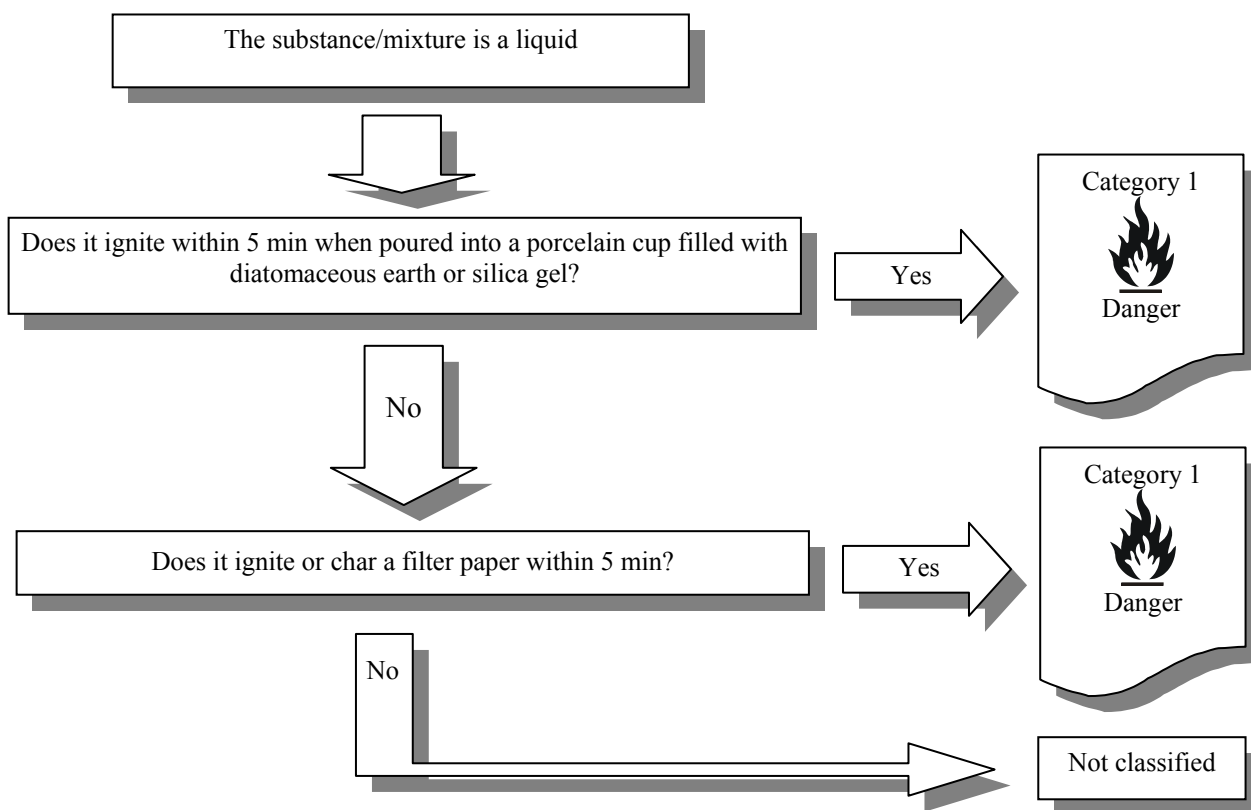 The substance/mixture is a liquid
Does it ignite within 5 min when poured into a porcelain cup filled with
diatomaceous earth or silica gel?
Yes
Category 1
Danger
No
Does it ignite or char a filter paper within 5 min?
Yes
Category 1
Danger
No
Not classified